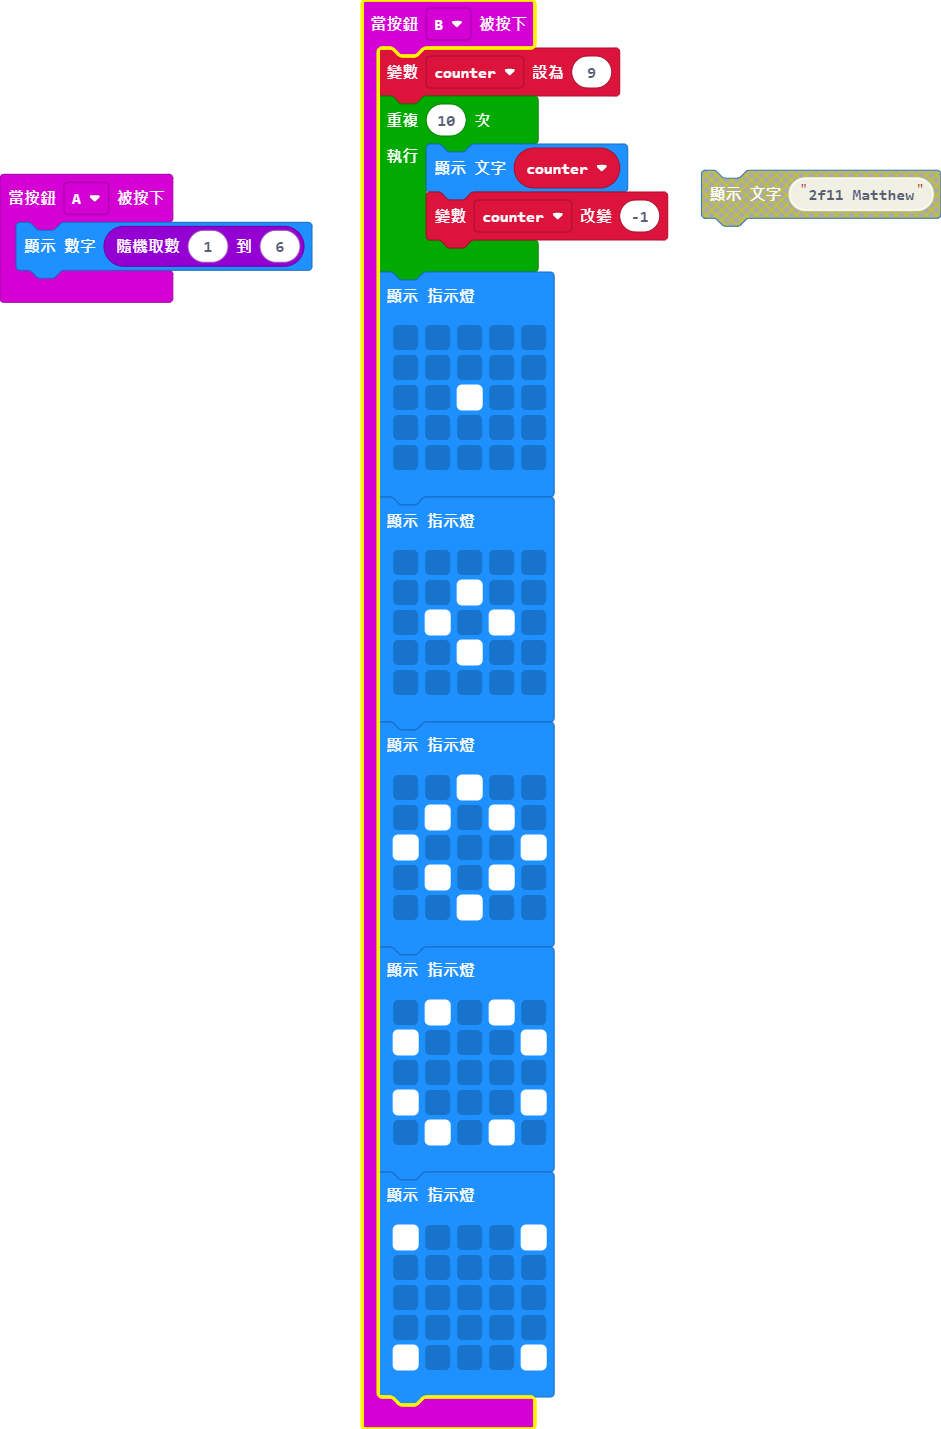 當按鈕 A 被按下
顯示 數字 隨機取數 1 到 6
當按鈕 B 被按下
變數 counter 設為 9
重複 10 次
執行
顯示 文字 counter
變數 counter 改變 -1
顯示 指示燈
顯示 指示燈
顯示 指示燈
顯示 指示燈
顯示 指示燈
顯示 文字 "2f11 Matthew"